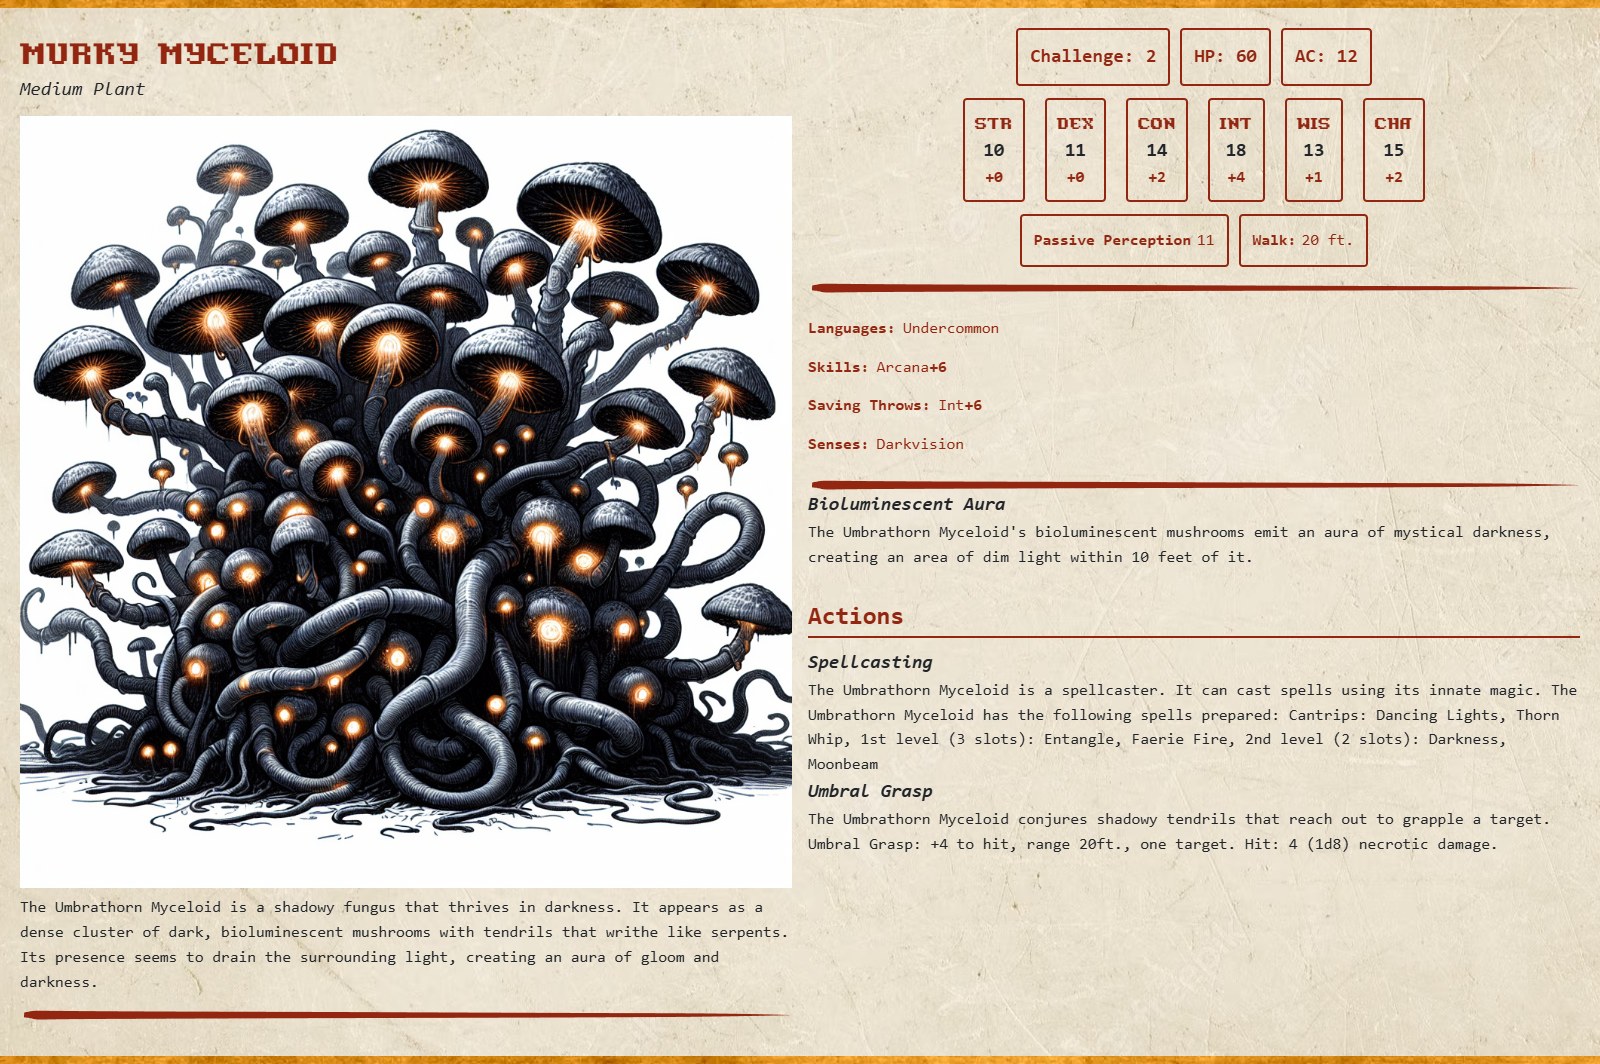 MURKY MYCELOID
Medium Plant
The Umbrathorn Myceloid is a shadowy fungus that thrives in darkness. It appears as a
dense cluster of dark, bioluminescent mushrooms with tendrils that writhe like serpents.
Its presence seems to drain the surrounding light, creating an aura of gloom and
darkness.
Challenge: 2 HP: 60 AC: 12
STR DEX CON INT WIS CHA
10 11 14 18 13 15
+0 +0 +2 +4 +1 +2
Passive Perception 11 Walk: 20 ft.
Languages: Undercommon
Skills: Arcana+6
Saving Throws: Int+6
Senses: Darkvision
Bioluminescent Aura
The Umbrathorn Myceloid's bioluminescent mushrooms emit an aura of mystical darkness,
creating an area of dim light within 10 feet of it.
Actions
Spellcasting
The Umbrathorn Myceloid is a spellcaster. It can cast spells using its innate magic. The
Umbrathorn Myceloid has the following spells prepared: Cantrips: Dancing Lights, Thorn
Whip, 1st level (3 slots): Entangle, Faerie Fire, 2nd level (2 slots): Darkness,
Moonbeam
Umbral Grasp
The Umbrathorn Myceloid conjures shadowy tendrils that reach out to grapple a target.
Umbral Grasp: +4 to hit, range 20ft., one target. Hit: 4 (1d8) necrotic damage.